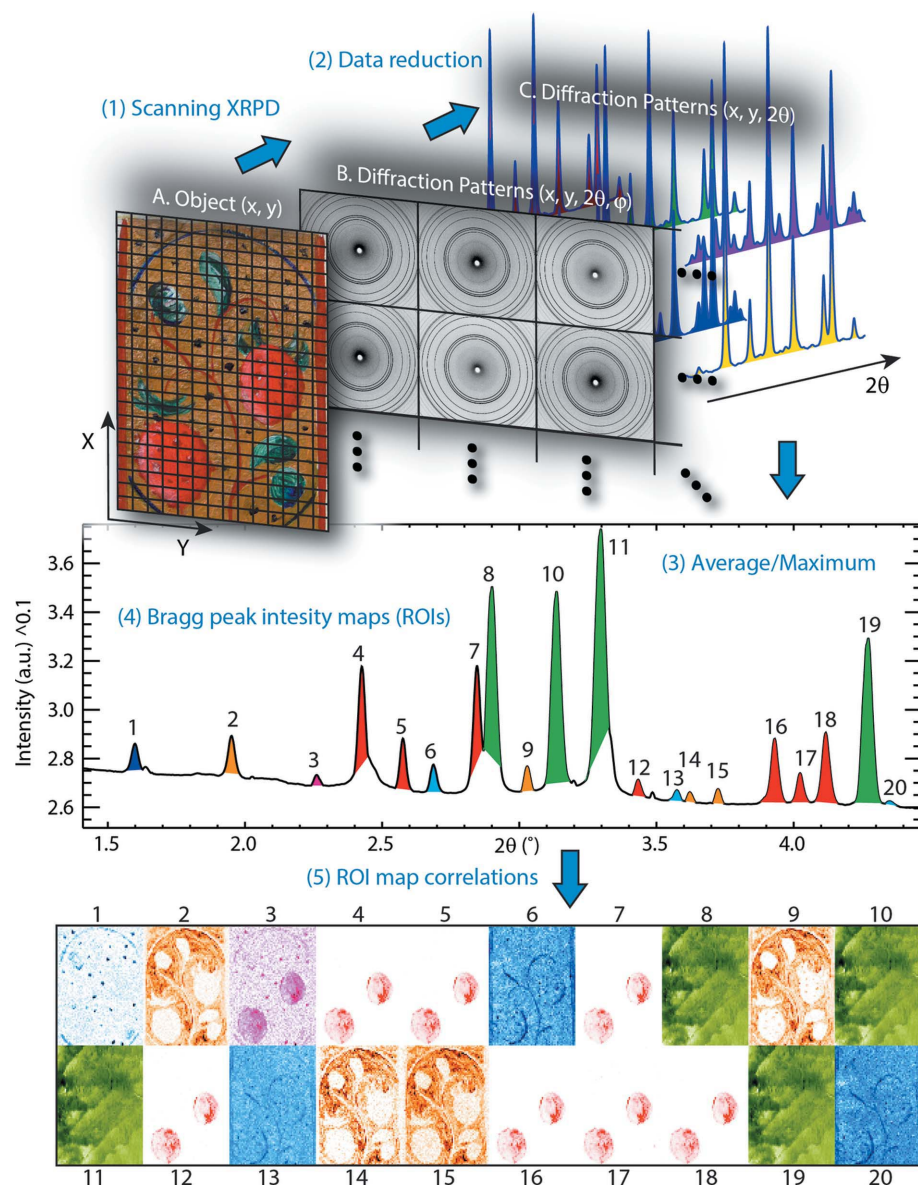 (2) Data reduction
(1) Scanning XRPD
C. Diffraction Patterns (x, y, 2θ)
B. Diffraction Patterns (x, y, 2θ, φ)
A. Object (x, y)
2θ
X
Y
(3) Average/Maximum
(4) Bragg peak intesity maps (ROIs)
Intensity (a.u.) ^0.1
3.6
3.4
3.2
3.0
2.8
2.6
1 2 3 4 5 6 7 8 9 10 11 12 13 14 15 16 17 18 19 20
1.5 2.0 2.5 2θ (°) 3.5 4.0
(5) ROI map correlations
1 2 3 4 5 6 7 8 9 10
11 12 13 14 15 16 17 18 19 20